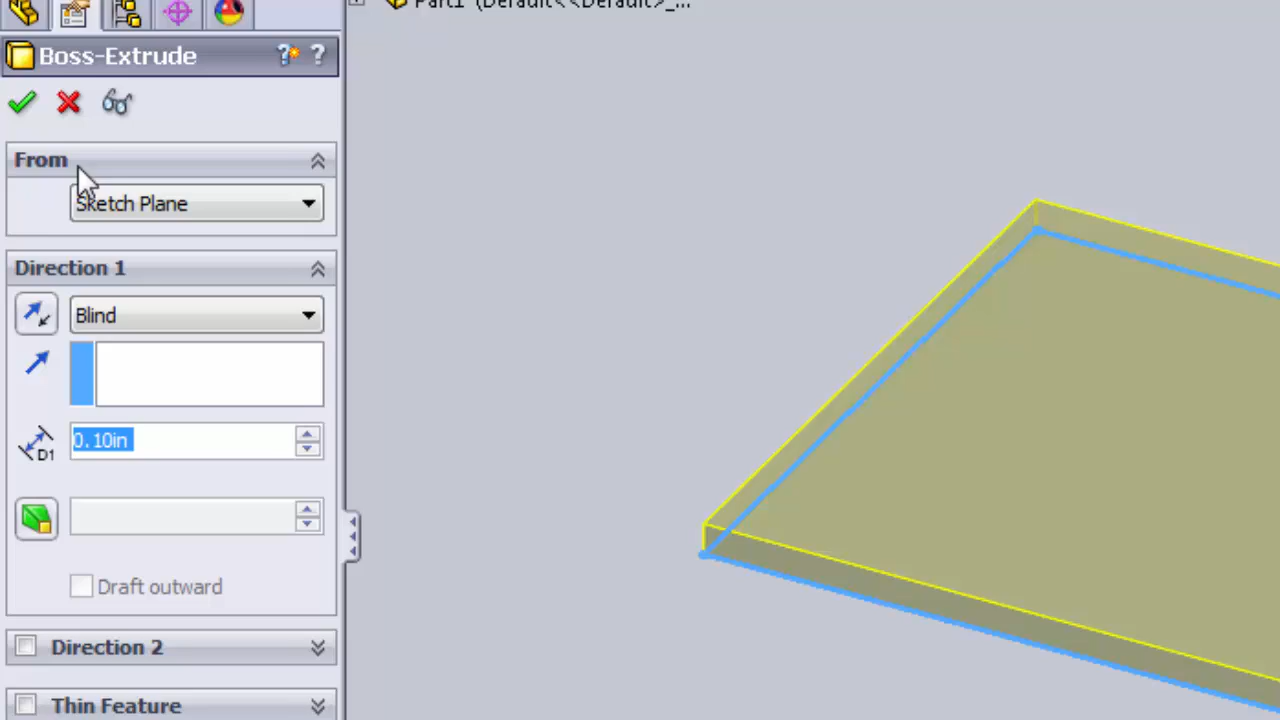 Part1 (Default<<Default>_...
Boss-Extrude
From
Sketch Plane
Direction 1
Blind
D1
0.10in
Draft outward
Direction 2
Thin Feature